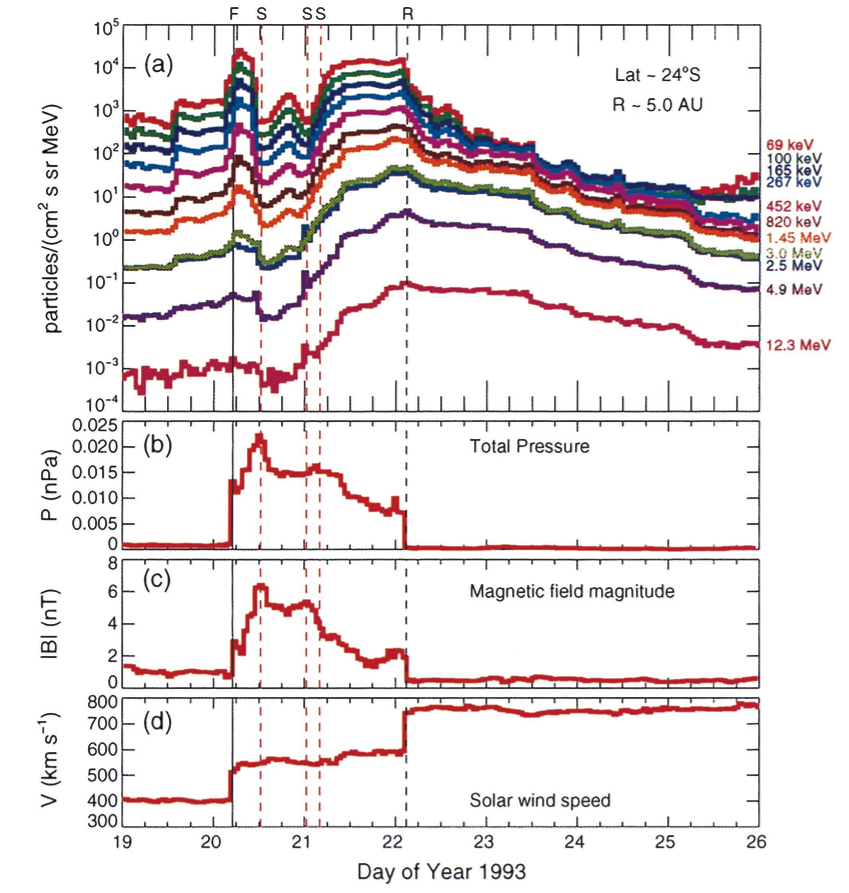 F S S S R
10^5
(a)
Lat ~ 24°S
10^4
R ~ 5.0 AU
10^3
10^2
10^1
10^0
10^-1
10^-2
10^-3
10^-4
particles/(cm^2 s sr MeV)
69 keV
100 keV
165 keV
267 keV
452 keV
820 keV
1.45 MeV
3.0 MeV
2.5 MeV
4.9 MeV
12.3 MeV
(b)
Total Pressure
P (nPa)
0.025
0.020
0.015
0.010
0.005
0
(c)
Magnetic field magnitude
IBI (nT)
8
6
4
2
0
(d)
Solar wind speed
V (km s^-1)
800
700
600
500
400
300
19 20 21 22 23 24 25 26
Day of Year 1993